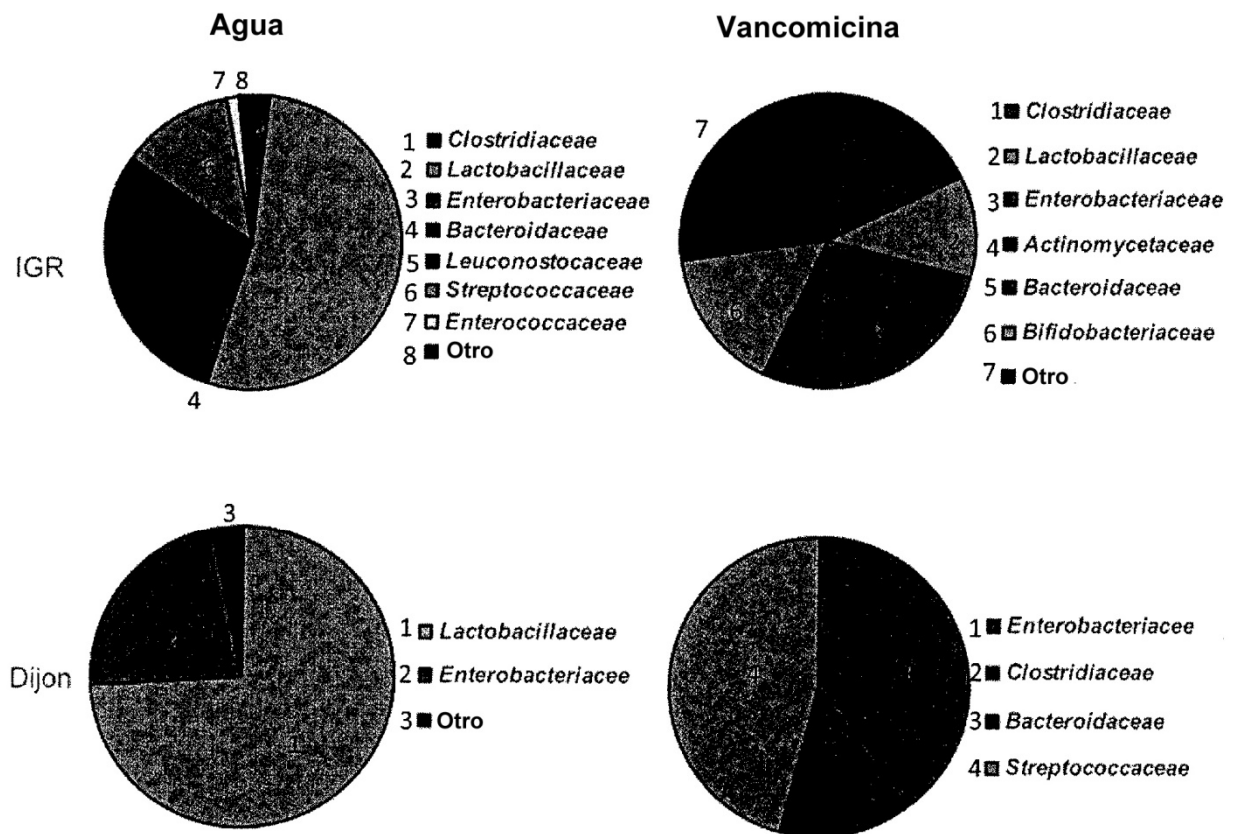 Agua
Vancomicina
7 8
1 Clostridiaceae
2 Lactobacillaceae
3 Enterobacteriaceae
4 Bacteroidaceae
5 Leuconostocaceae
6 Streptococcaceae
7 Enterococcaceae
8 Otro
IGR
4
7
1 Clostridiaceae
2 Lactobacillaceae
3 Enterobacteriaceae
4 Actinomycetaceae
5 Bacteroidaceae
6 Bifidobacteriaceae
7 Otro
6
3
1 Lactobacillaceae
2 Enterobacteriacee
3 Otro
Dijon
1 Enterobacteriacee
2 Clostridiaceae
3 Bacteroidaceae
4 Streptococcaceae